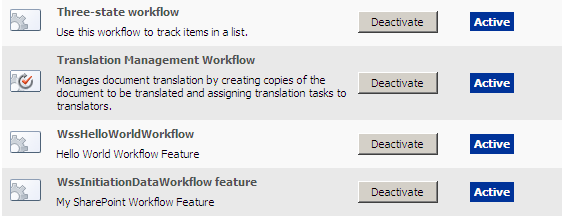 Three-state workflow
Use this workflow to track items in a list.
Deactivate
Active
Translation Management Workflow
Manages document translation by creating copies of the
document to be translated and assigning translation tasks to
translators.
Deactivate
Active
WssHelloWorldWorkflow
Hello World Workflow Feature
Deactivate
Active
WssInitiationDataWorkflow feature
My SharePoint Workflow Feature
Deactivate
Active